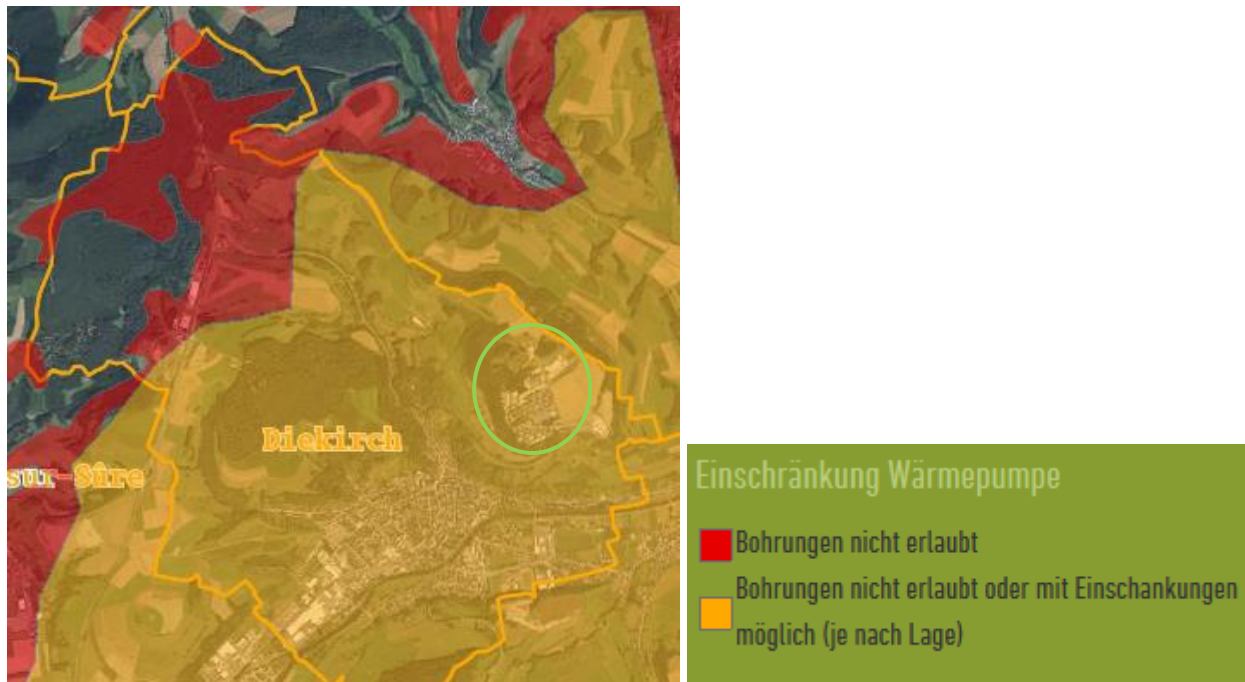 Diekirch
sur-Sûre
Einschränkung Wärmepumpe
Bohrungen nicht erlaubt
Bohrungen nicht erlaubt oder mit Einschankungen
möglich (je nach Lage)